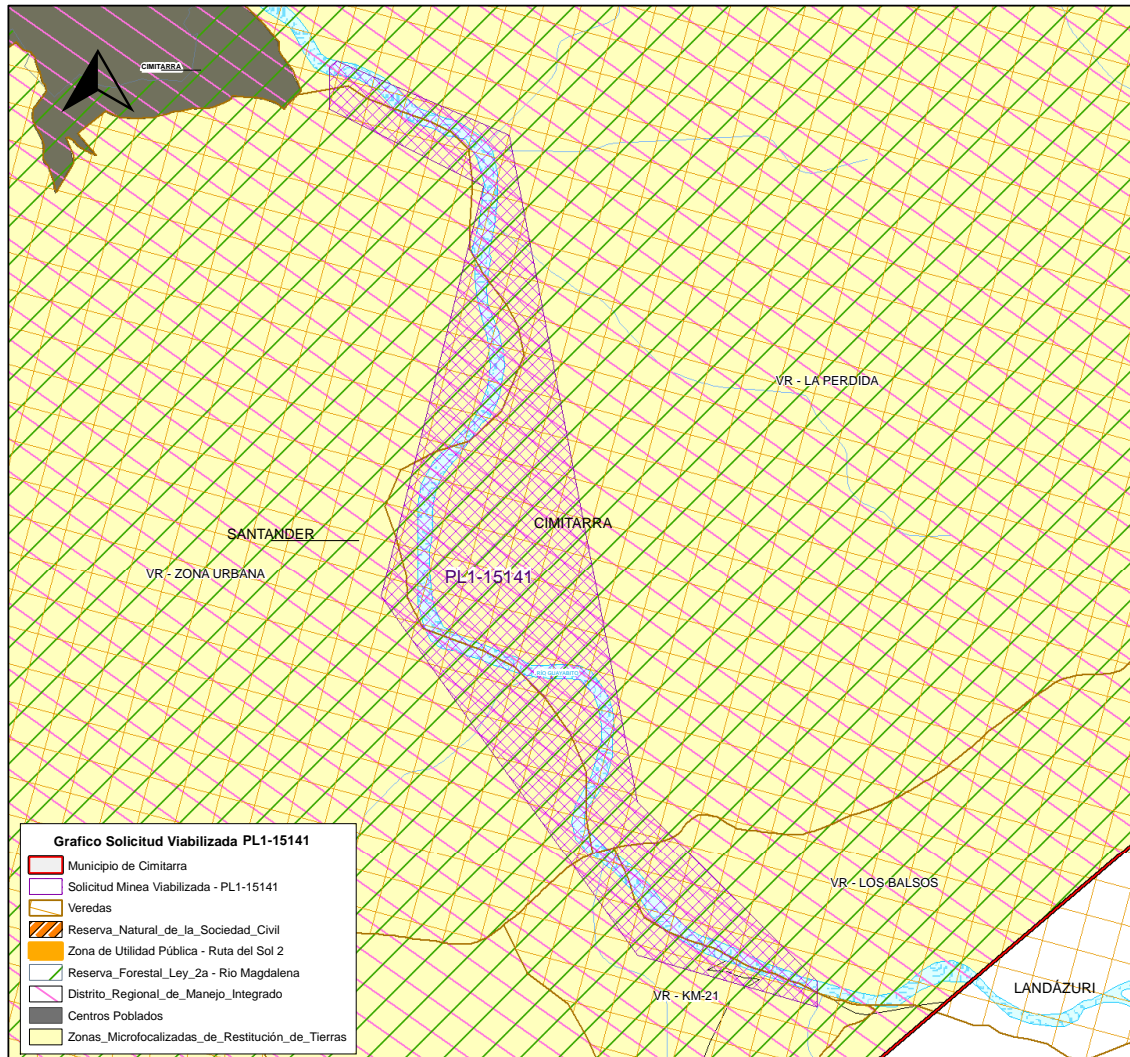 CIMITARRA
VR - LA PERDIDA
CIMITARRA
SANTANDER
VR - ZONA URBANA
PL1-15141
RIO GUAYABITO
VR - LOS BALSOS
LANDÁZURI
VR - KM-21
Grafico Solicitud Viabilizada PL1-15141
Municipio de Cimitarra
Solicitud Minea Viabilizada - PL1-15141
Veredas
Reserva_Natural_de_la_Sociedad_Civil
Zona de Utilidad Pública - Ruta del Sol 2
Reserva_Forestal_Ley_2a - Rio Magdalena
Distrito_Regional_de_Manejo_Integrado
Centros Poblados
Zonas_Microfocalizadas_de_Restitución_de_Tierras